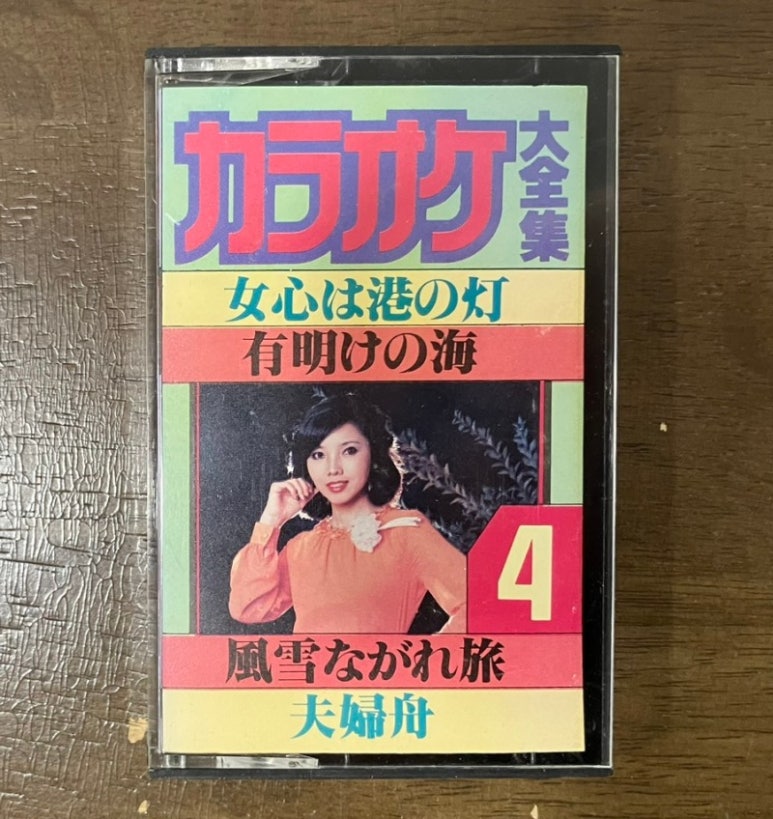 カラオケ大全集
女心は港の灯
有明けの海
4
風雪ながれ旅
夫婦舟